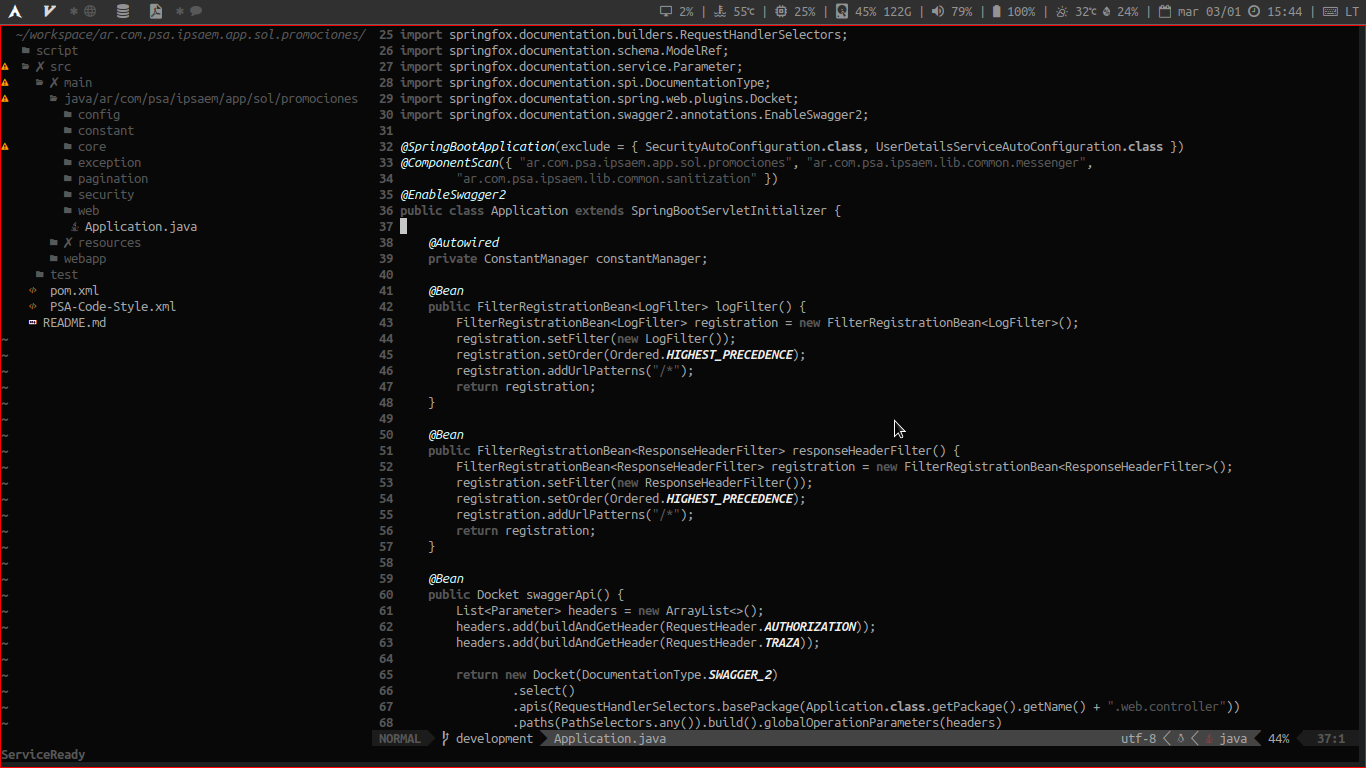 2% | 55℃ | 25% | 45% 122G | 79% | 100% | 32℃ 24% | mar 03/01 15:44 | LT
~/workspace/ar.com.psa.ipsaem.app.sol.promociones/
script
src
main
java/ar/com/psa/ipsaem/app/sol/promociones
config
constant
core
exception
pagination
security
web
Application.java
resources
webapp
test
pom.xml
PSA-Code-Style.xml
README.md
25 import springfox.documentation.builders.RequestHandlerSelectors;
26 import springfox.documentation.schema.ModelRef;
27 import springfox.documentation.service.Parameter;
28 import springfox.documentation.spi.DocumentationType;
29 import springfox.documentation.spring.web.plugins.Docket;
30 import springfox.documentation.swagger2.annotations.EnableSwagger2;
31
32 @SpringBootApplication(exclude = { SecurityAutoConfiguration.class, UserDetailsServiceAutoConfiguration.class })
33 @ComponentScan({ "ar.com.psa.ipsaem.app.sol.promociones", "ar.com.psa.ipsaem.lib.common.messenger",
34 "ar.com.psa.ipsaem.lib.common.sanitization" })
35 @EnableSwagger2
36 public class Application extends SpringBootServletInitializer {
37
38 @Autowired
39 private ConstantManager constantManager;
40
41 @Bean
42 public FilterRegistrationBean<LogFilter> logFilter() {
43 FilterRegistrationBean<LogFilter> registration = new FilterRegistrationBean<LogFilter>();
44 registration.setFilter(new LogFilter());
45 registration.setOrder(Ordered.HIGHEST_PRECEDENCE);
46 registration.addUrlPatterns("/*");
47 return registration;
48 }
49
50 @Bean
51 public FilterRegistrationBean<ResponseHeaderFilter> responseHeaderFilter() {
52 FilterRegistrationBean<ResponseHeaderFilter> registration = new FilterRegistrationBean<ResponseHeaderFilter>();
53 registration.setFilter(new ResponseHeaderFilter());
54 registration.setOrder(Ordered.HIGHEST_PRECEDENCE);
55 registration.addUrlPatterns("/*");
56 return registration;
57 }
58
59 @Bean
60 public Docket swaggerApi() {
61 List<Parameter> headers = new ArrayList<>();
62 headers.add(buildAndGetHeader(RequestHeader.AUTHORIZATION));
63 headers.add(buildAndGetHeader(RequestHeader.TRAZA));
64
65 return new Docket(DocumentationType.SWAGGER_2)
66 .select()
67 .apis(RequestHandlerSelectors.basePackage(Application.class.getPackage().getName() + ".web.controller"))
68 .paths(PathSelectors.any()).build().globalOperationParameters(headers)
NORMAL development Application.java utf-8 java 44% 37:1
ServiceReady